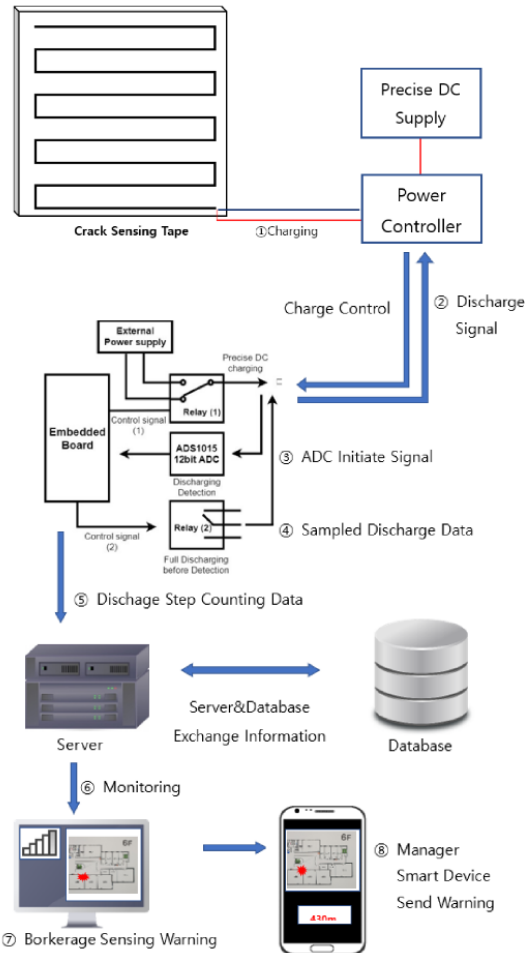 Precise DC
Supply
Power
Controller
Crack Sensing Tape
①Charging
Charge Control
② Discharge
Signal
External
Power supply
Precise DC
charging
Relay (1)
Control signal
(1)
Embedded
Board
ADS1015
12bit ADC
Discharging
Detection
③ ADC Initiate Signal
Relay (2)
Control signal
(2)
Full Discharging
before Detection
④ Sampled Discharge Data
⑤ Dischage Step Counting Data
Server&Database
Exchange Information
Server
Database
⑥ Monitoring
6F
6F
430m
⑦ Borkerage Sensing Warning
⑧ Manager
Smart Device
Send Warning